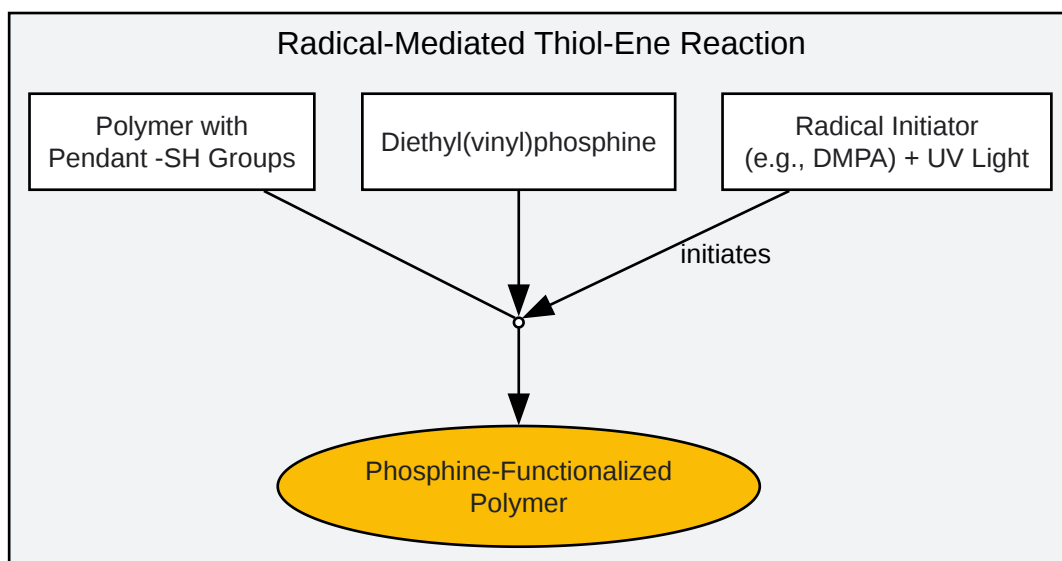 Radical-Mediated Thiol-Ene Reaction
Polymer with
Pendant -SH Groups
Diethyl(vinyl)phosphine
Radical Initiator
(e.g., DMPA) + UV Light
initiates
Phosphine-Functionalized
Polymer